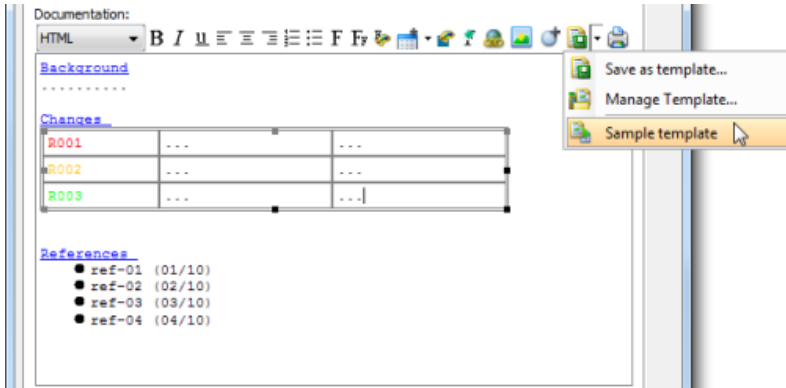 Documentation:
HTML
B I U F F
Background
..........
Changes
R001 ... ...
R002 ... ...
R003 ... ...
References
ref-01 (01/10)
ref-02 (02/10)
ref-03 (03/10)
ref-04 (04/10)
Save as template...
Manage Template...
Sample template